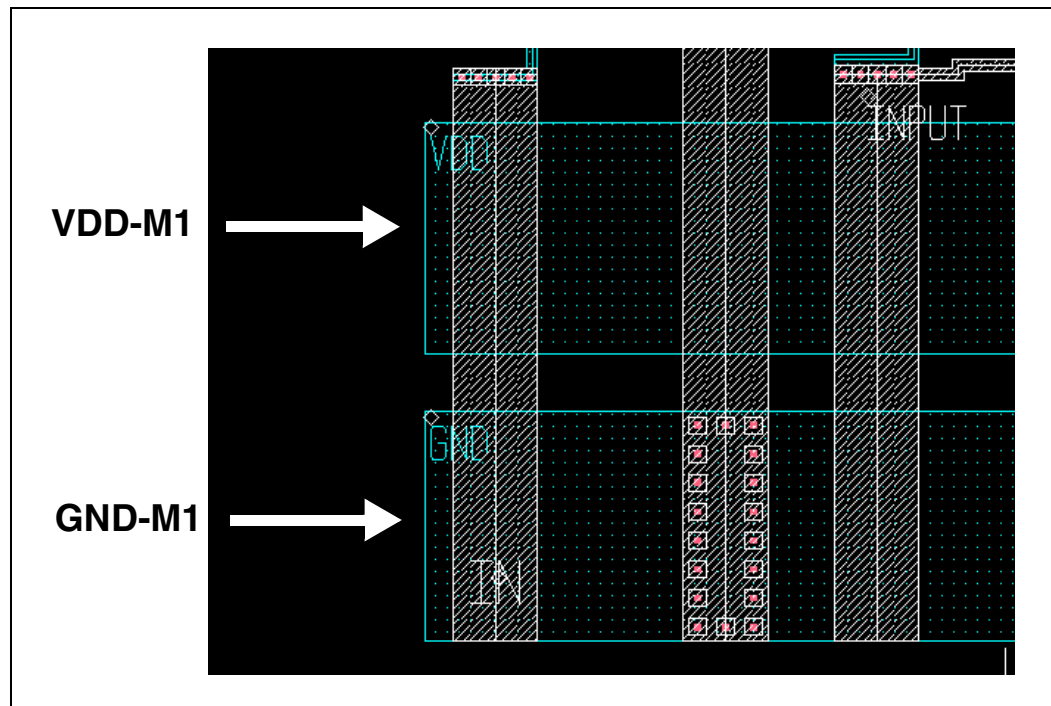 INPUT
VDD
VDD-M1
GND
GND-M1
IN